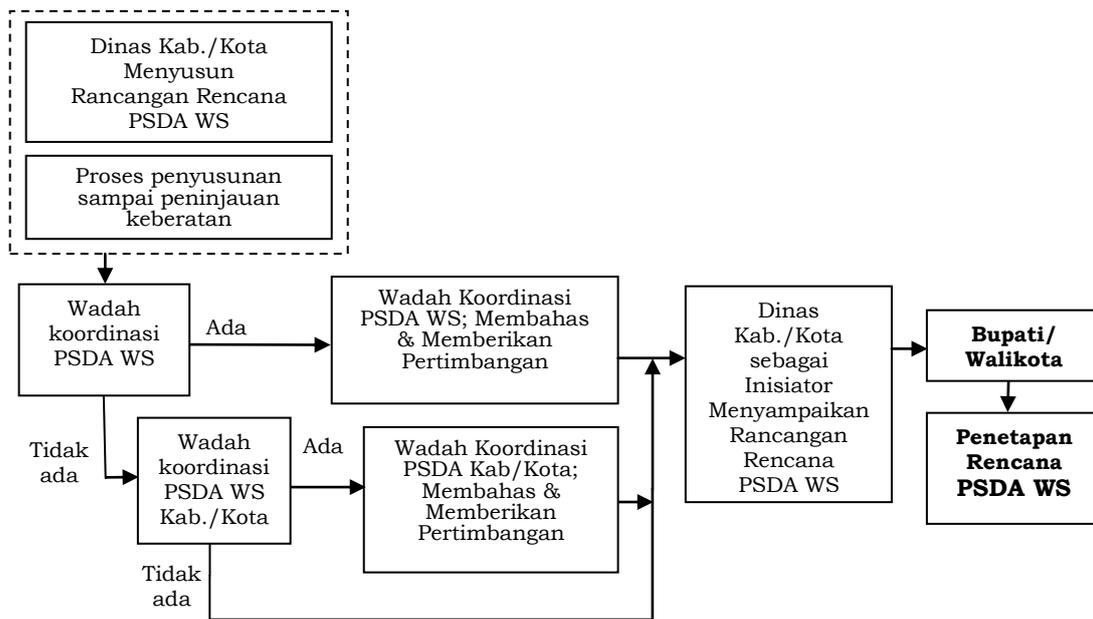 Dinas Kab./Kota
Menyusun
Rancangan Rencana
PSDA WS
Proses penyusunan
sampai peninjauan
keberatan
Wadah
koordinasi
PSDA WS
Ada
Wadah Koordinasi
PSDA WS; Membahas
& Memberikan
Pertimbangan
Tidak
ada
Wadah
koordinasi
PSDA WS
Kab./Kota
Ada
Wadah Koordinasi
PSDA Kab/Kota;
Membahas &
Memberikan
Pertimbangan
Tidak
ada
Dinas
Kab./Kota
sebagai
Inisiator
Menyampaikan
Rancangan
Rencana
PSDA WS
Bupati/
Walikota
Penetapan
Rencana
PSDA WS